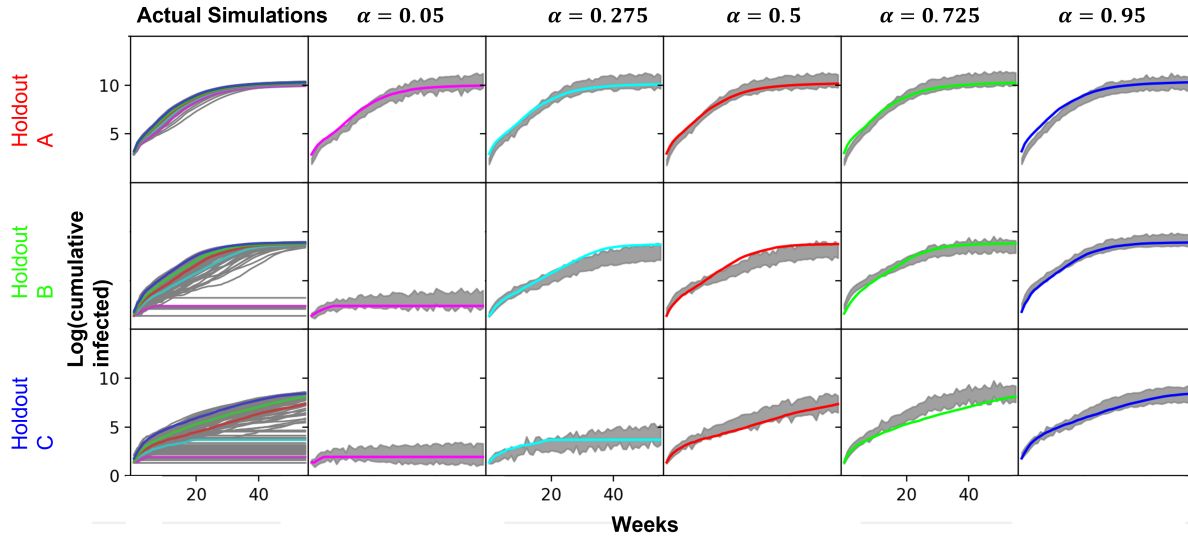 Actual Simulations α = 0.05 α = 0.275 α = 0.5 α = 0.725 α = 0.95
Holdout
A
10
5
Holdout
B
Log(cumulative
infected)
Holdout
C
10
5
0
20 40 20 40 20 40
Weeks